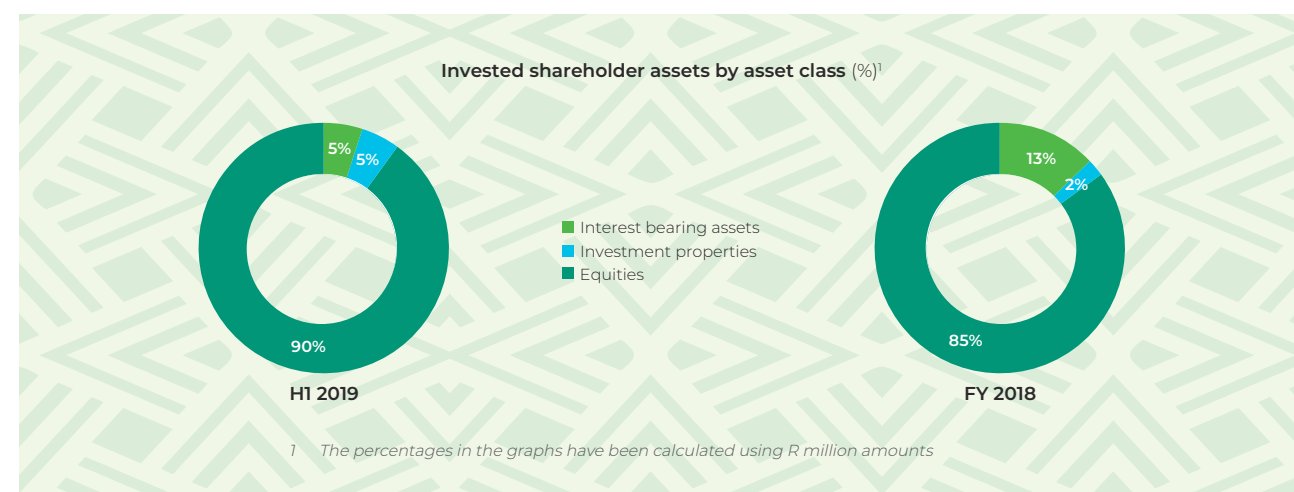 Invested shareholder assets by asset class (%)¹
5%
5%
90%
H1 2019
Interest bearing assets
Investment properties
Equities
13%
2%
85%
FY 2018
1 The percentages in the graphs have been calculated using R million amounts